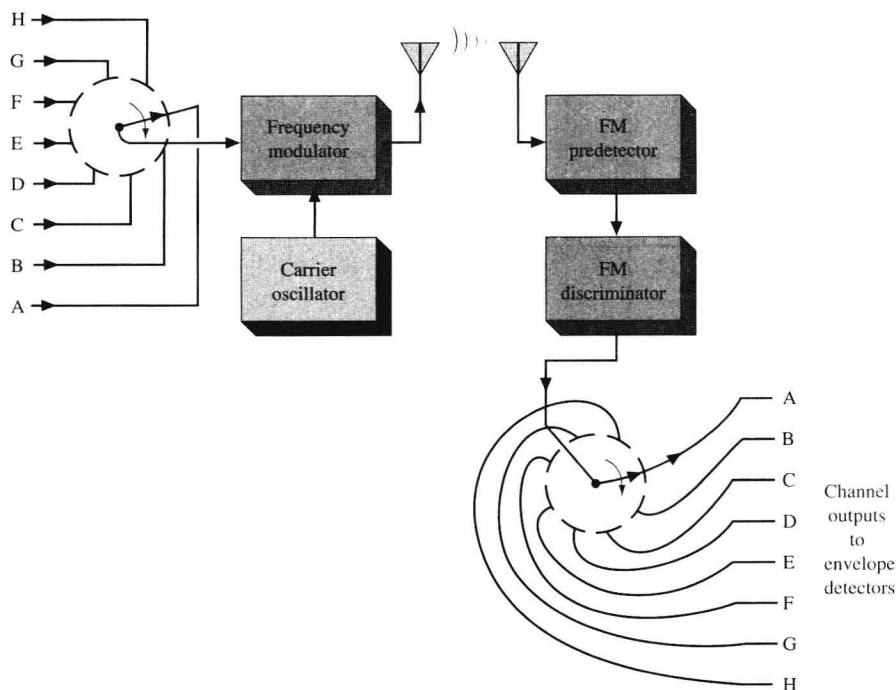 H
G
F
E
D
C
B
A
Frequency
modulator
Carrier
oscillator
FM
predetector
FM
discriminator
A
B
C
D
E
F
G
H
Channel
outputs
to
envelope
detectors